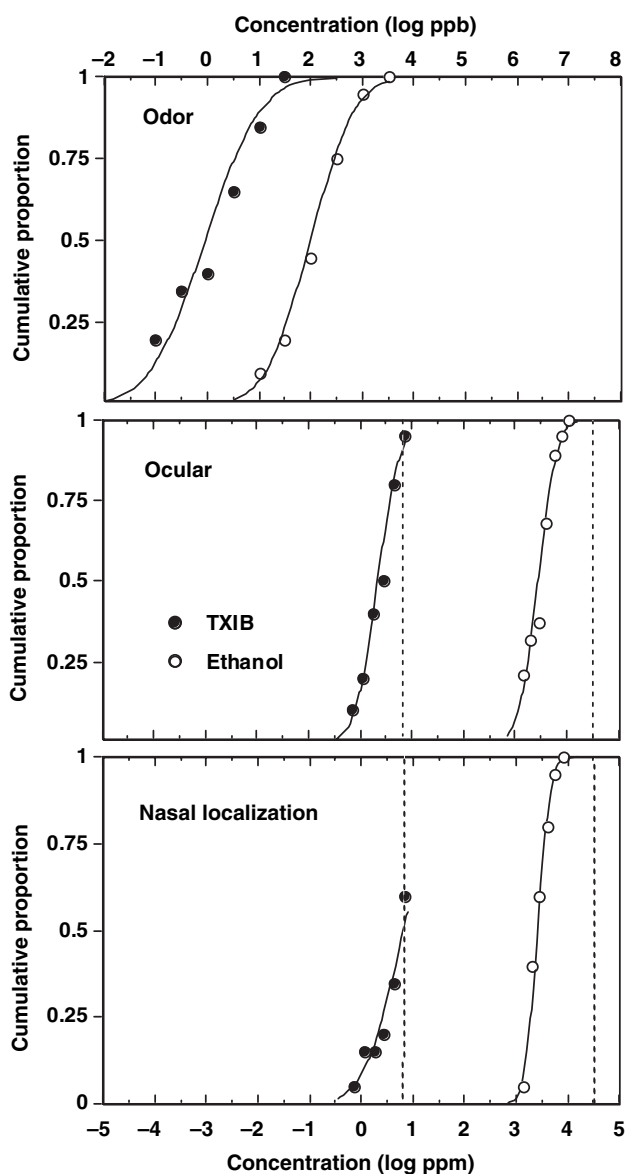 Concentration (log ppb)
–2 –1 0 1 2 3 4 6 7 8
1
Odor
0.75
0.5
0.25
Cumulative proportion
1
Ocular
0.75
0.5
TXIB
Ethanol
0.25
Cumulative proportion
1
Nasal localization
0.75
0.5
0.25
0
Cumulative proportion
–5 –4 –3 –2 –1 0 1 2 3 4 5
Concentration (log ppm)